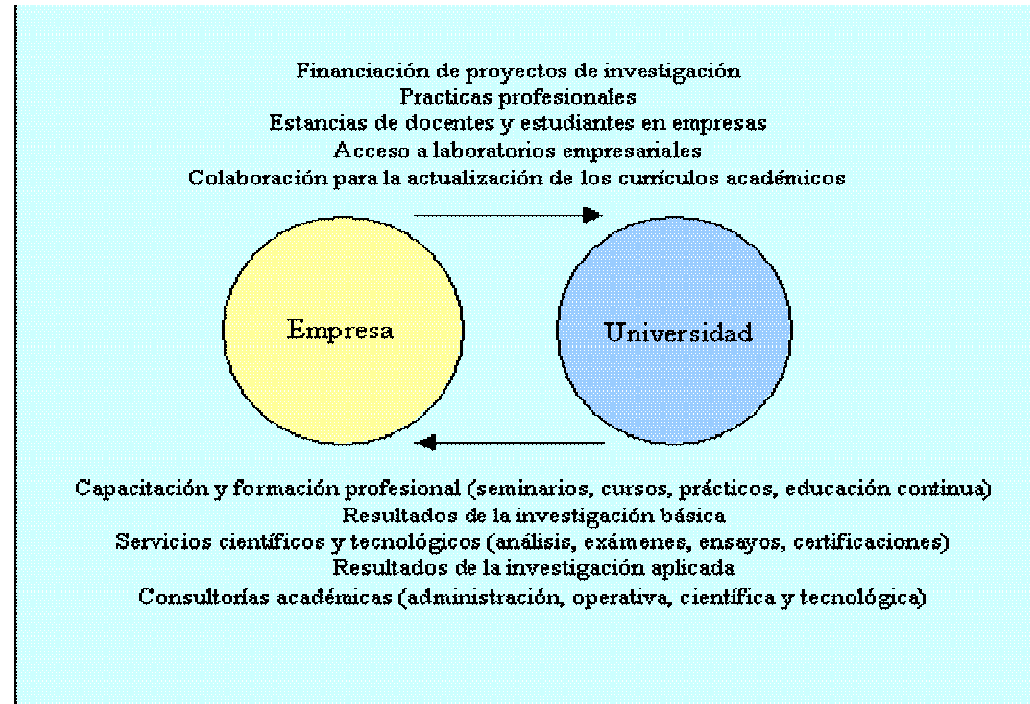 Financiación de proyectos de investigación
Practicas profesionales
Estancias de docentes y estudiantes en empresas
Acceso a laboratorios empresariales
Colaboración para la actualización de los currículos académicos
Empresa
Universidad
Capacitación y formación profesional (seminarios, cursos, prácticos, educación continua)
Resultados de la investigación básica
Servicios científicos y tecnológicos (análisis, exámenes, ensayos, certificaciones)
Resultados de la investigación aplicada
Consultorías académicas (administración, operativa, científica y tecnológica)